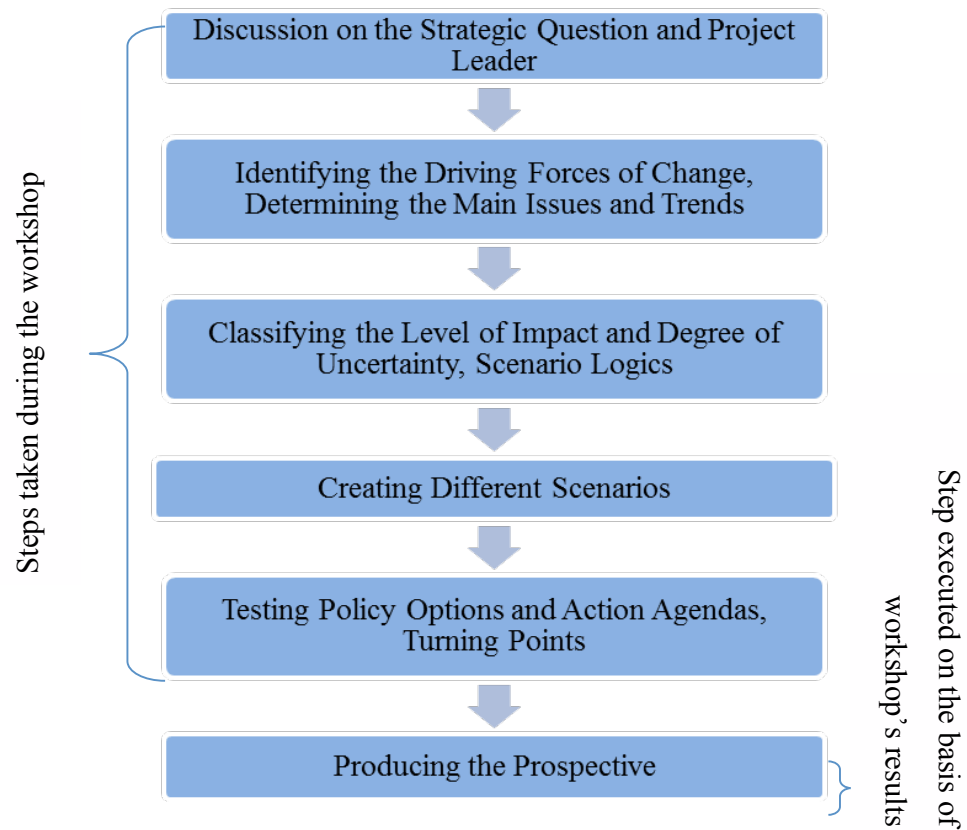 Discussion on the Strategic Question and Project
Leader
Identifying the Driving Forces of Change,
Determining the Main Issues and Trends
Classifying the Level of Impact and Degree of
Uncertainty, Scenario Logics
Creating Different Scenarios
Testing Policy Options and Action Agendas,
Turning Points
Producing the Prospective
Steps taken during the workshop
Step executed on the basis of
workshop's results